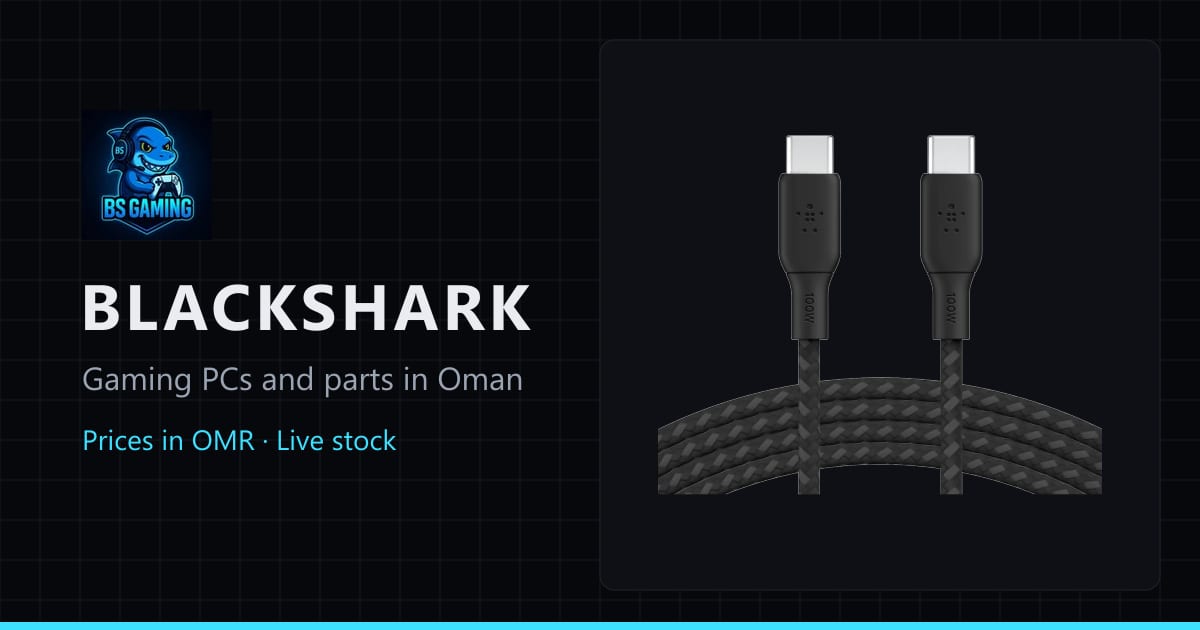 BS
BS GAMING
BLACKSHARK
Gaming PCs and parts in Oman
Prices in OMR · Live stock
100W
100W